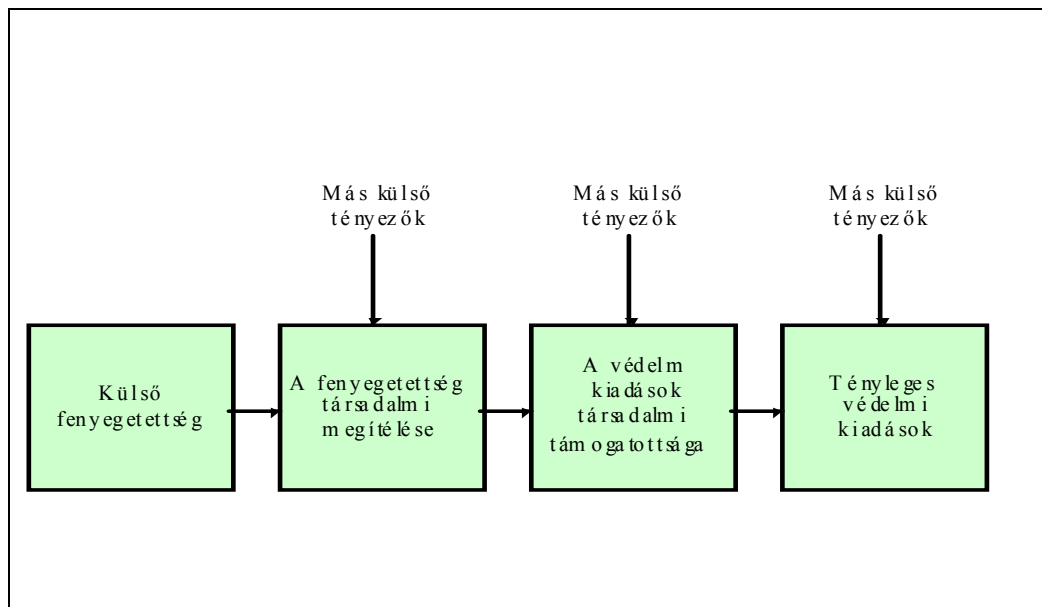 Más külső
tényezők
Más külső
tényezők
Más külső
tényezők
Külső
fenyegetettség
A fenyegetettség
társadalmi
megítélése
A védelm
kiadások
társadalmi
támogatottsága
Tényleges
védelmi
kiadások